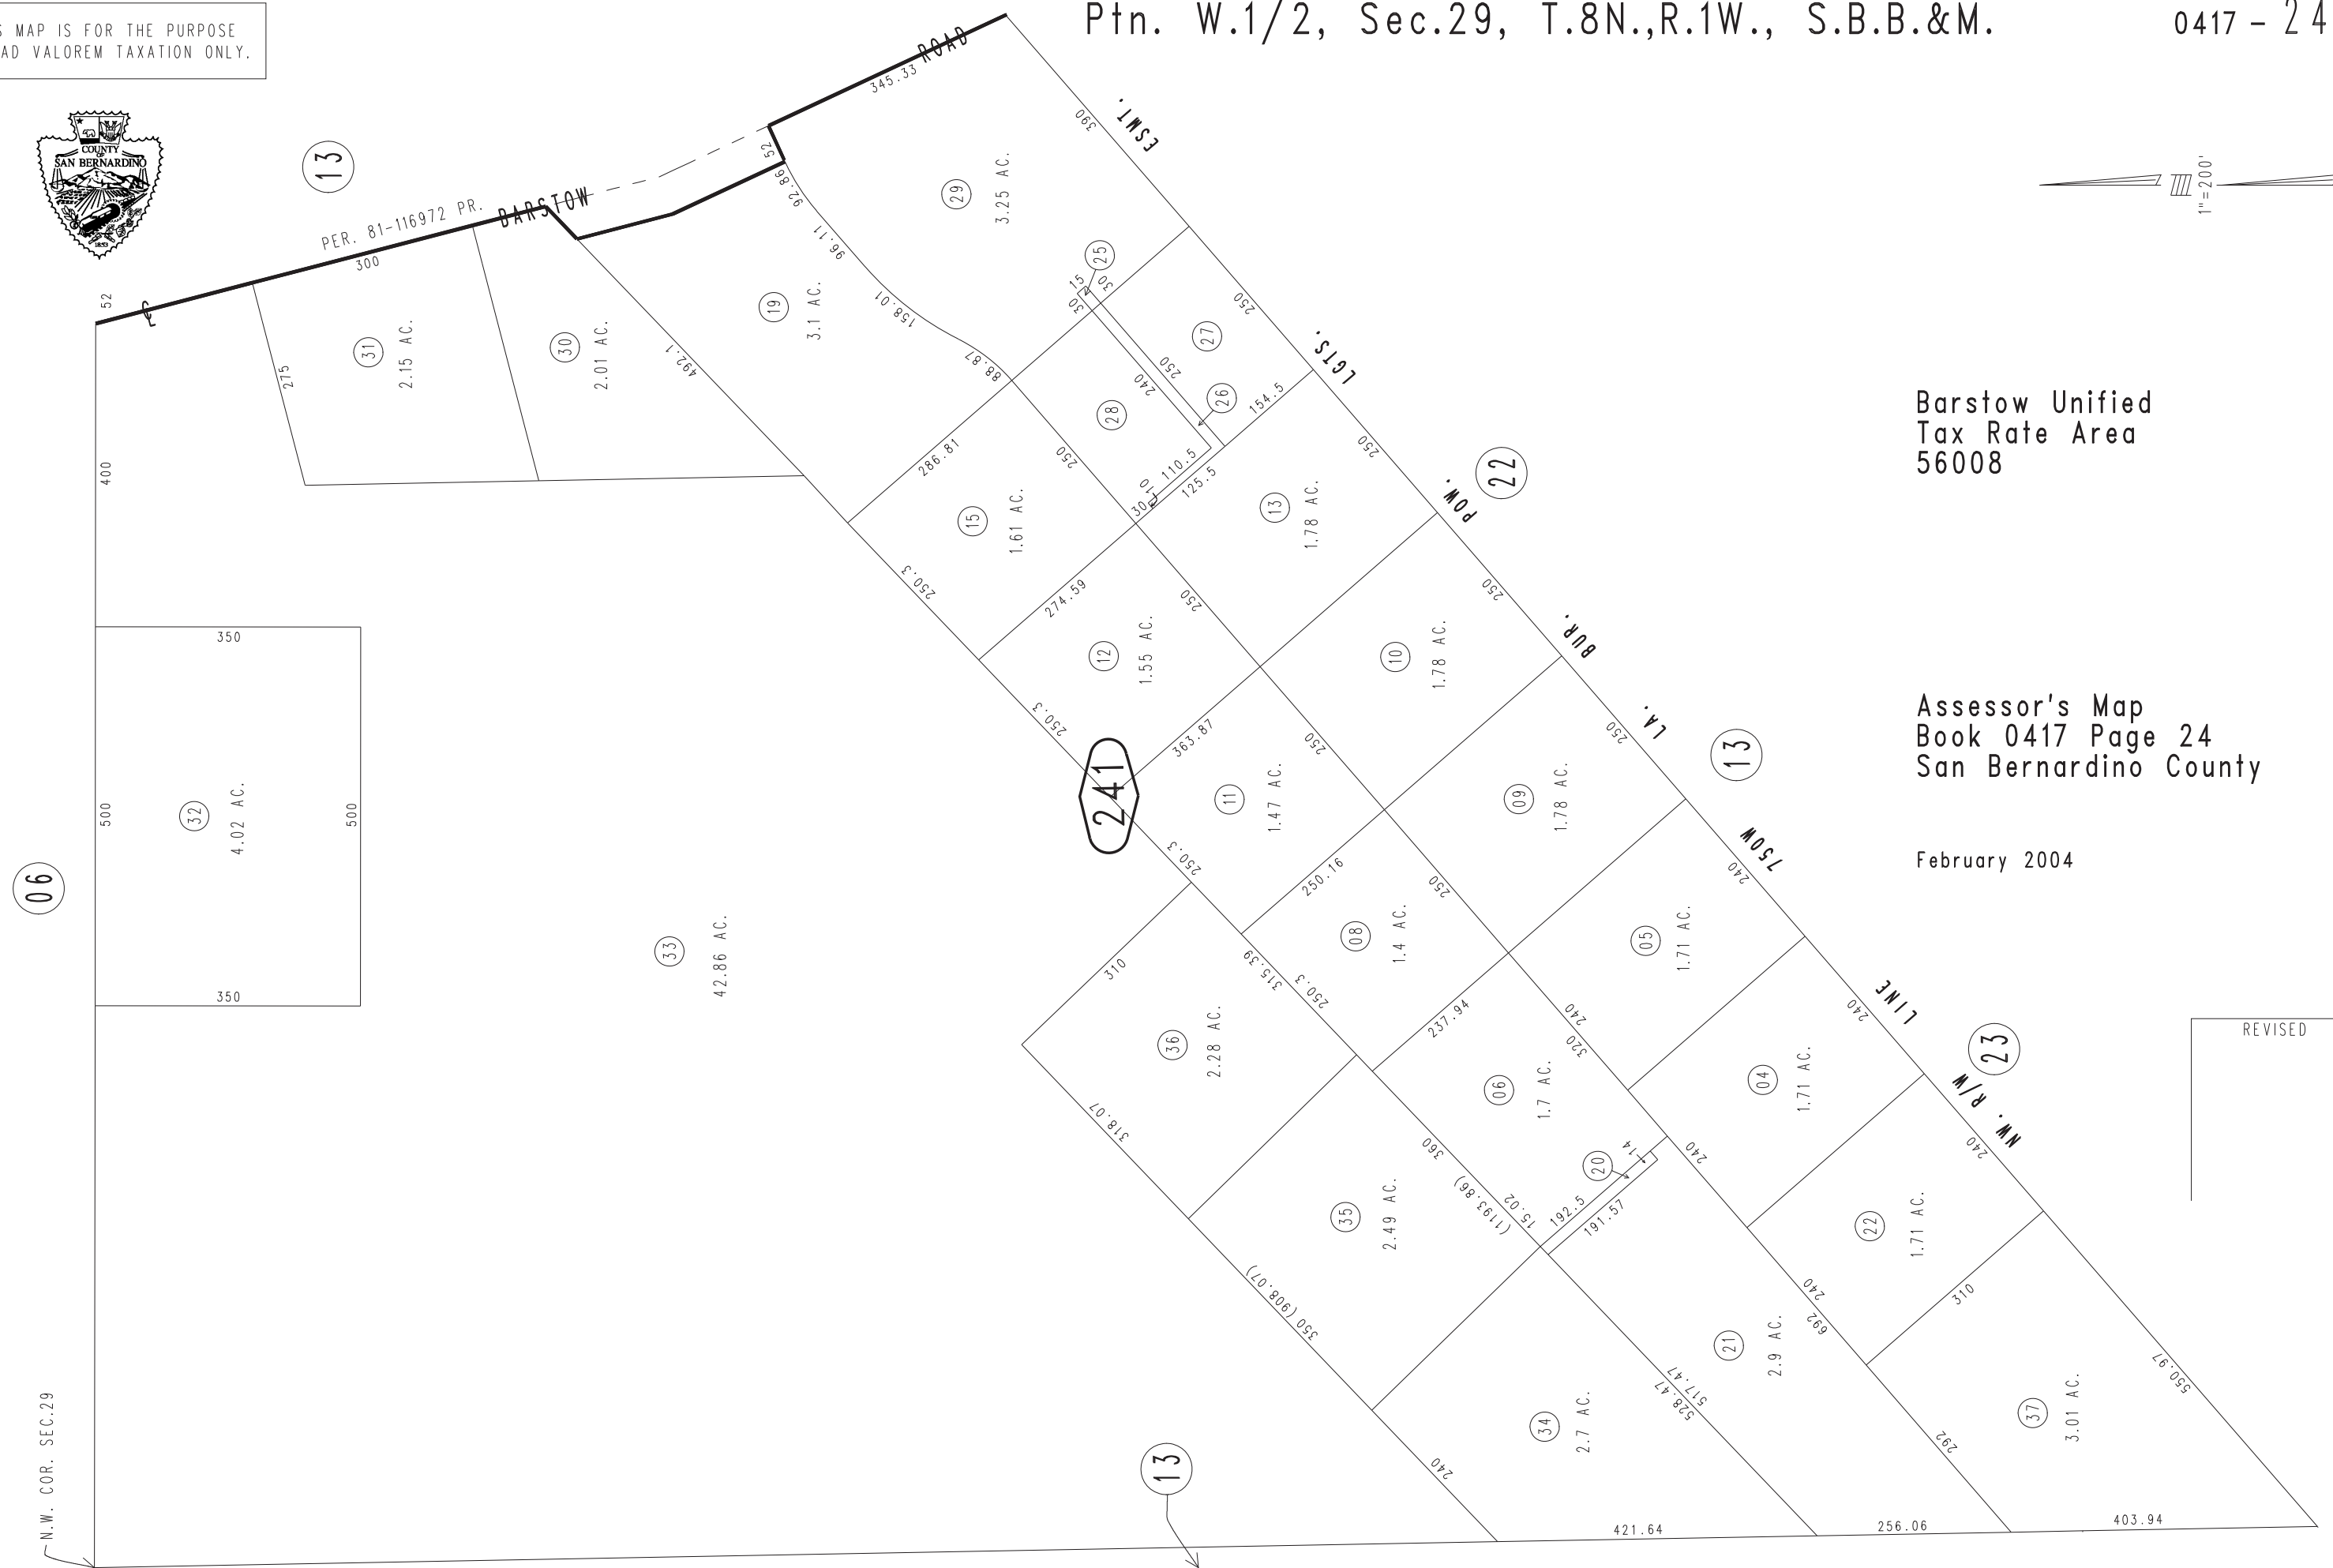 S MAP IS FOR THE PURPOSE
AD VALOREM TAXATION ONLY.
Ptn. W.1/2, Sec.29, T.8N.,R.1W., S.B.B.&M.
0417 - 24
COUNTY
OF
SAN BERNARDINO
1853
13
PER. 81-116972 PR.
BARSTOW
ROAD
345.33
52
92.86
96.11
158.01
88.87
390
29
3.25 AC.
ESMT.
1"=200'
52
℄
300
275
31
2.15 AC.
30
2.01 AC.
492.1
19
3.1 AC.
25
15
30
30
27
250
250
240
28
26
154.5
LGTS.
400
286.81
250
110.5
10
30
125.5
13
1.78 AC.
250
POW.
22
Barstow Unified
Tax Rate Area
56008
15
1.61 AC.
250.3
274.59
250
12
1.55 AC.
10
1.78 AC.
250
BUR.
350
500
32
4.02 AC.
500
350
06
250.3
241
363.87
250
11
1.47 AC.
09
1.78 AC.
250
LA.
13
Assessor's Map
Book 0417 Page 24
San Bernardino County
February 2004
750W
33
42.86 AC.
250.3
250.16
250
08
1.4 AC.
05
1.71 AC.
240
310
315.39
250.3
237.94
240
320
36
2.28 AC.
06
1.7 AC.
04
1.71 AC.
240
LINE
23
REVISED
318.07
360
(1193.86)
15.02
192.5
191.57
20
14
240
NW. R/W
240
35
2.49 AC.
22
1.71 AC.
350 (908.07)
240
692
310
21
2.9 AC.
517.47
528.47
34
2.7 AC.
37
3.01 AC.
550.97
292
240
N.W. COR. SEC.29
13
421.64
256.06
403.94